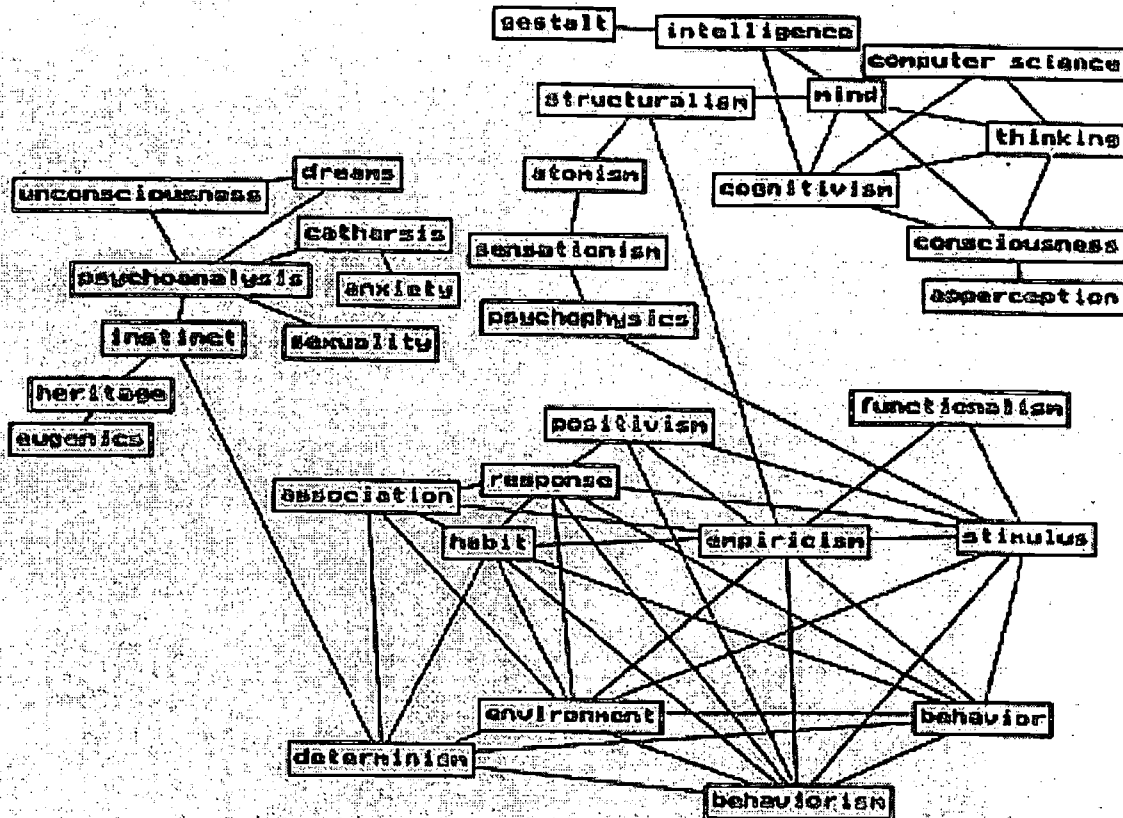 gestalt
intelligence
computer science
structuralism
mind
thinking
dreams
atomism
cognitivism
unconsciousness
catharsis
consciousness
sensationism
psychoanalysis
anxiety
apperception
psychophysics
instinct
sexuality
heritage
functionalism
positivism
eugenics
response
association
habit
empiricism
stimulus
environment
behavior
determinism
behaviorism